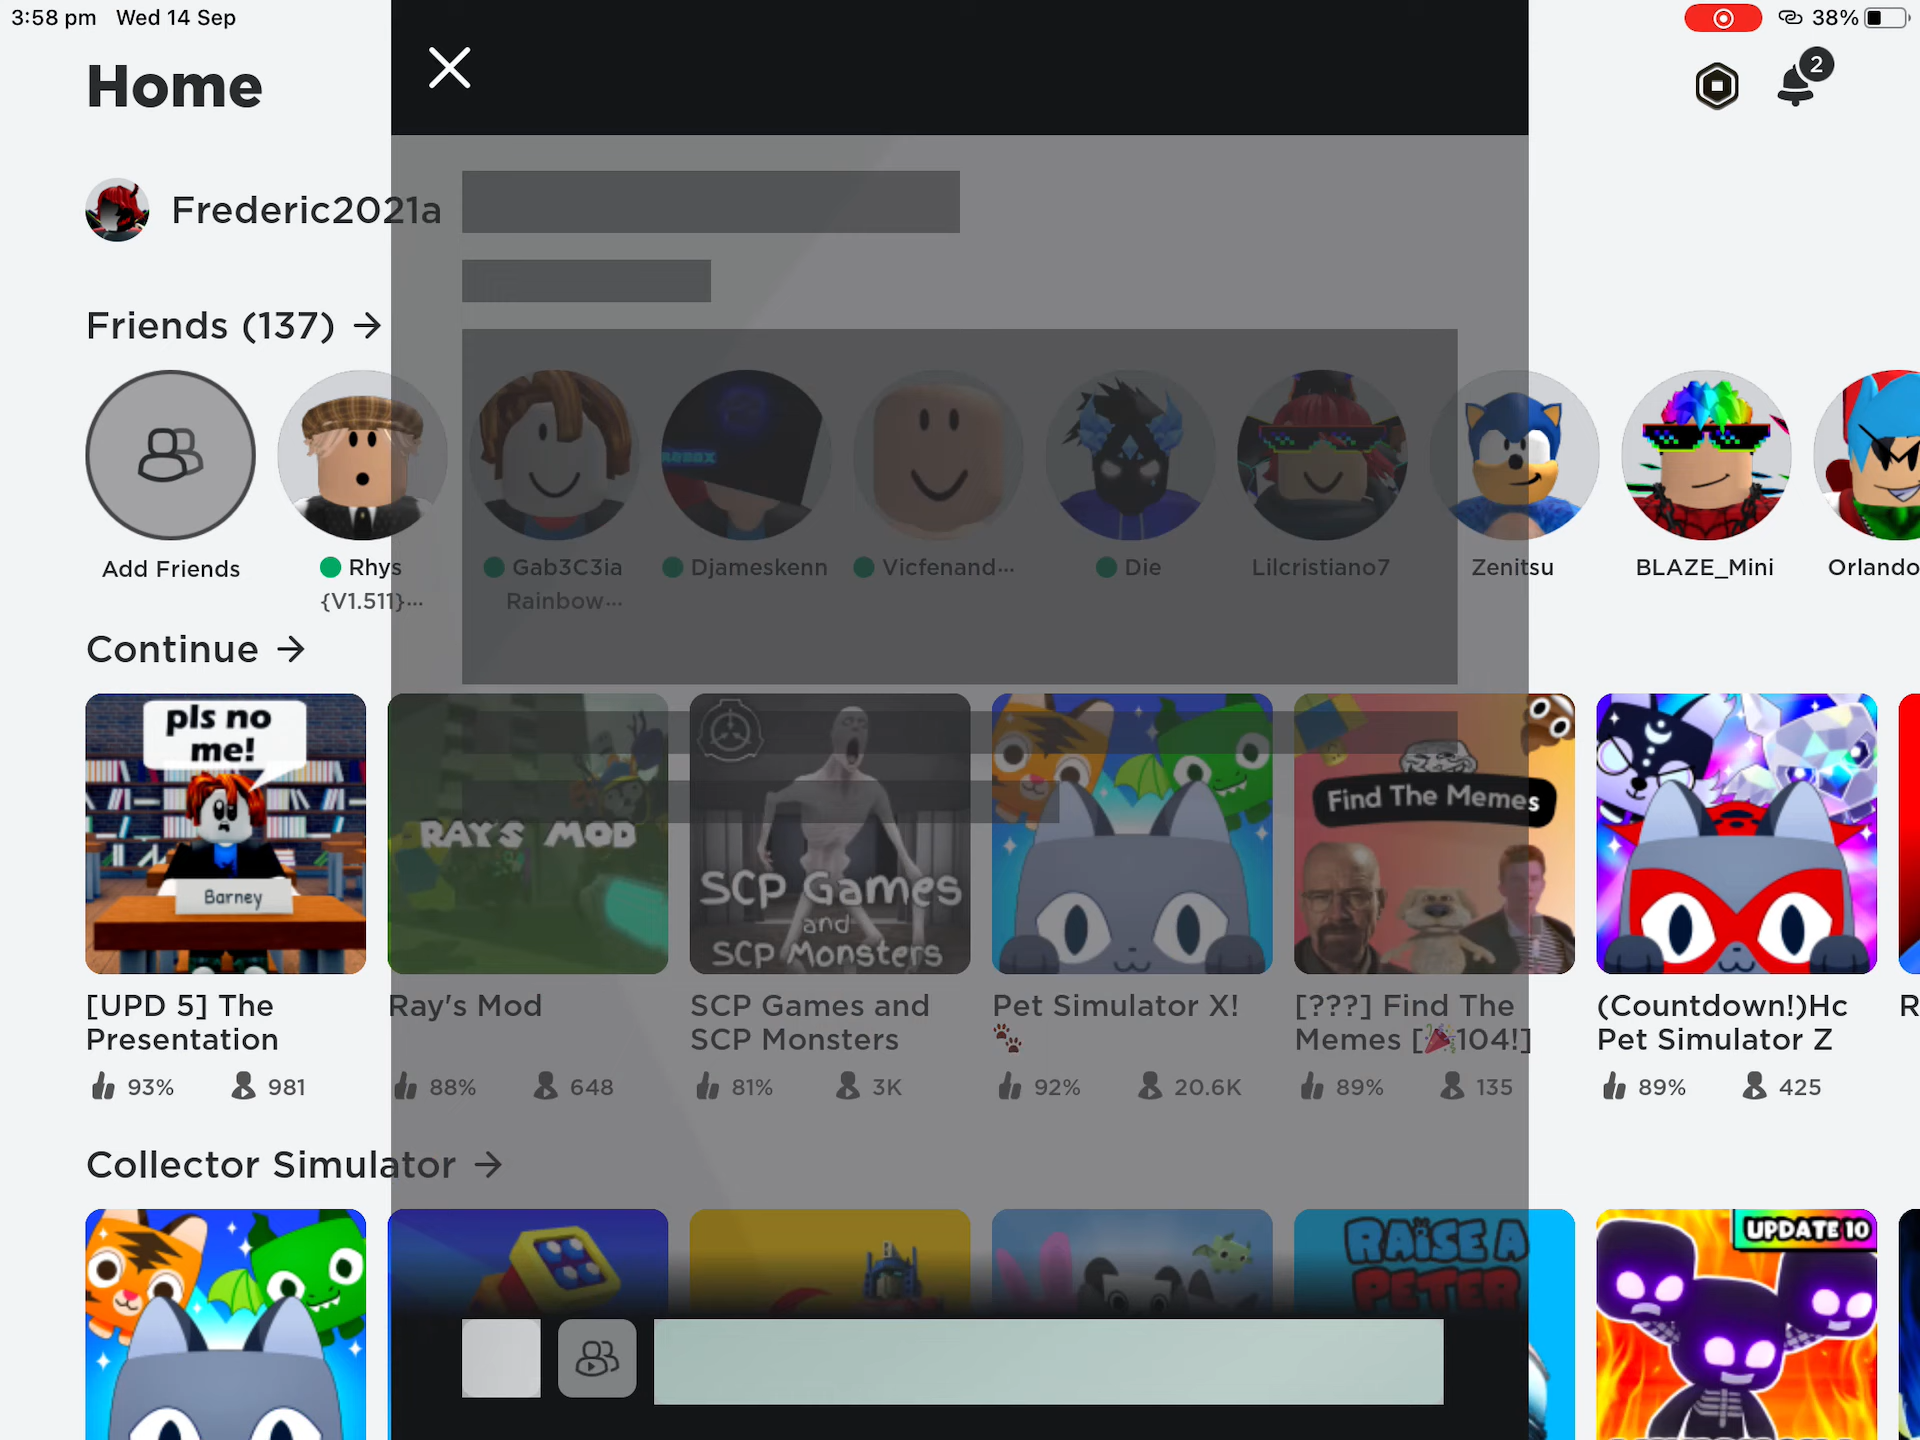 3:58 pm Wed 14 Sep
38%
Home
2
Frederic2021a
Friends (137)
Add Friends
Rhys
{V1.511}...
Gab3C3ia
Rainbow...
Djameskenn
Vicfenand...
Die
Lilcristiano7
Zenitsu
BLAZE_Mini
Orlando
Continue
pls no
me!
Barney
RAY'S MOD
SCP Games
and
SCP Monsters
Find The Memes
[UPD 5] The
Presentation
93% 981
Ray's Mod
88% 648
SCP Games and
SCP Monsters
81% 3K
Pet Simulator X!
🐾
92% 20.6K
[???] Find The
Memes [🎉104!]
89% 135
(Countdown!)Hc
Pet Simulator Z
89% 425
R
Collector Simulator
RAISE A
PETER
UPDATE 10